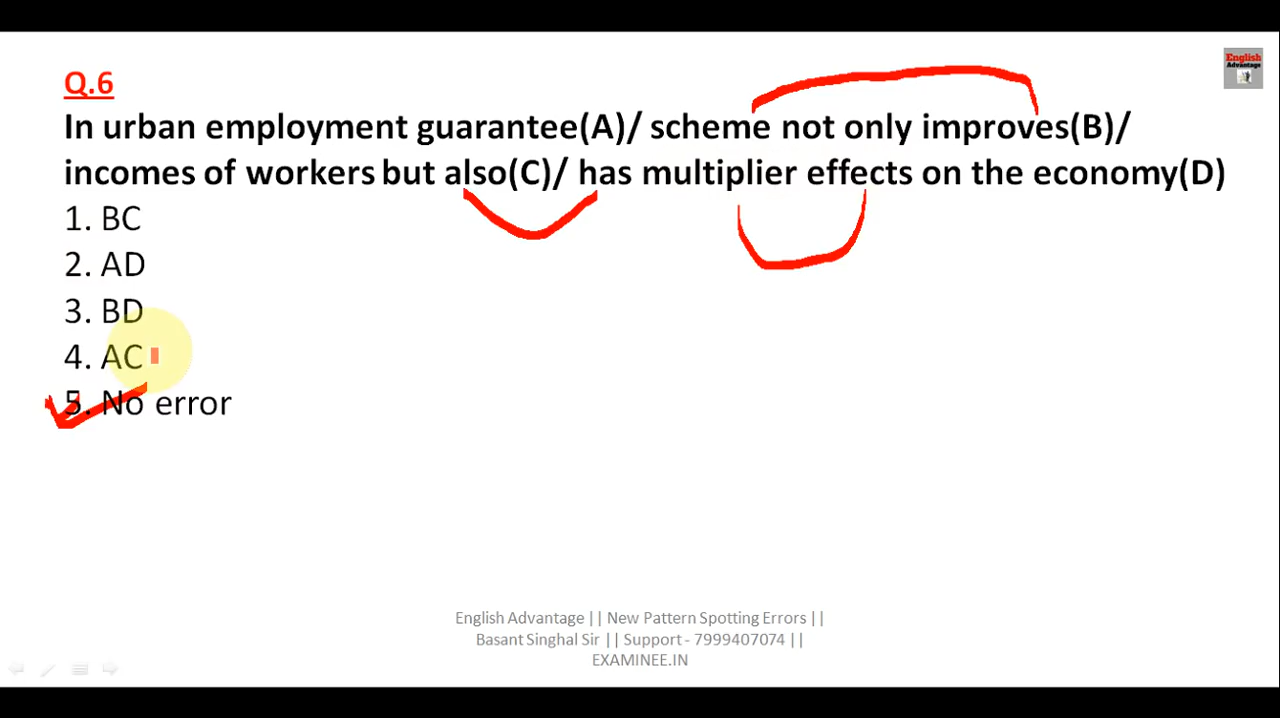 English
Advantage
Q.6
In urban employment guarantee(A)/ scheme not only improves(B)/
incomes of workers but also(C)/ has multiplier effects on the economy(D)
1. BC
2. AD
3. BD
4. AC
5. No error
English Advantage || New Pattern Spotting Errors ||
Basant Singhal Sir || Support - 7999407074 ||
EXAMINEE.IN